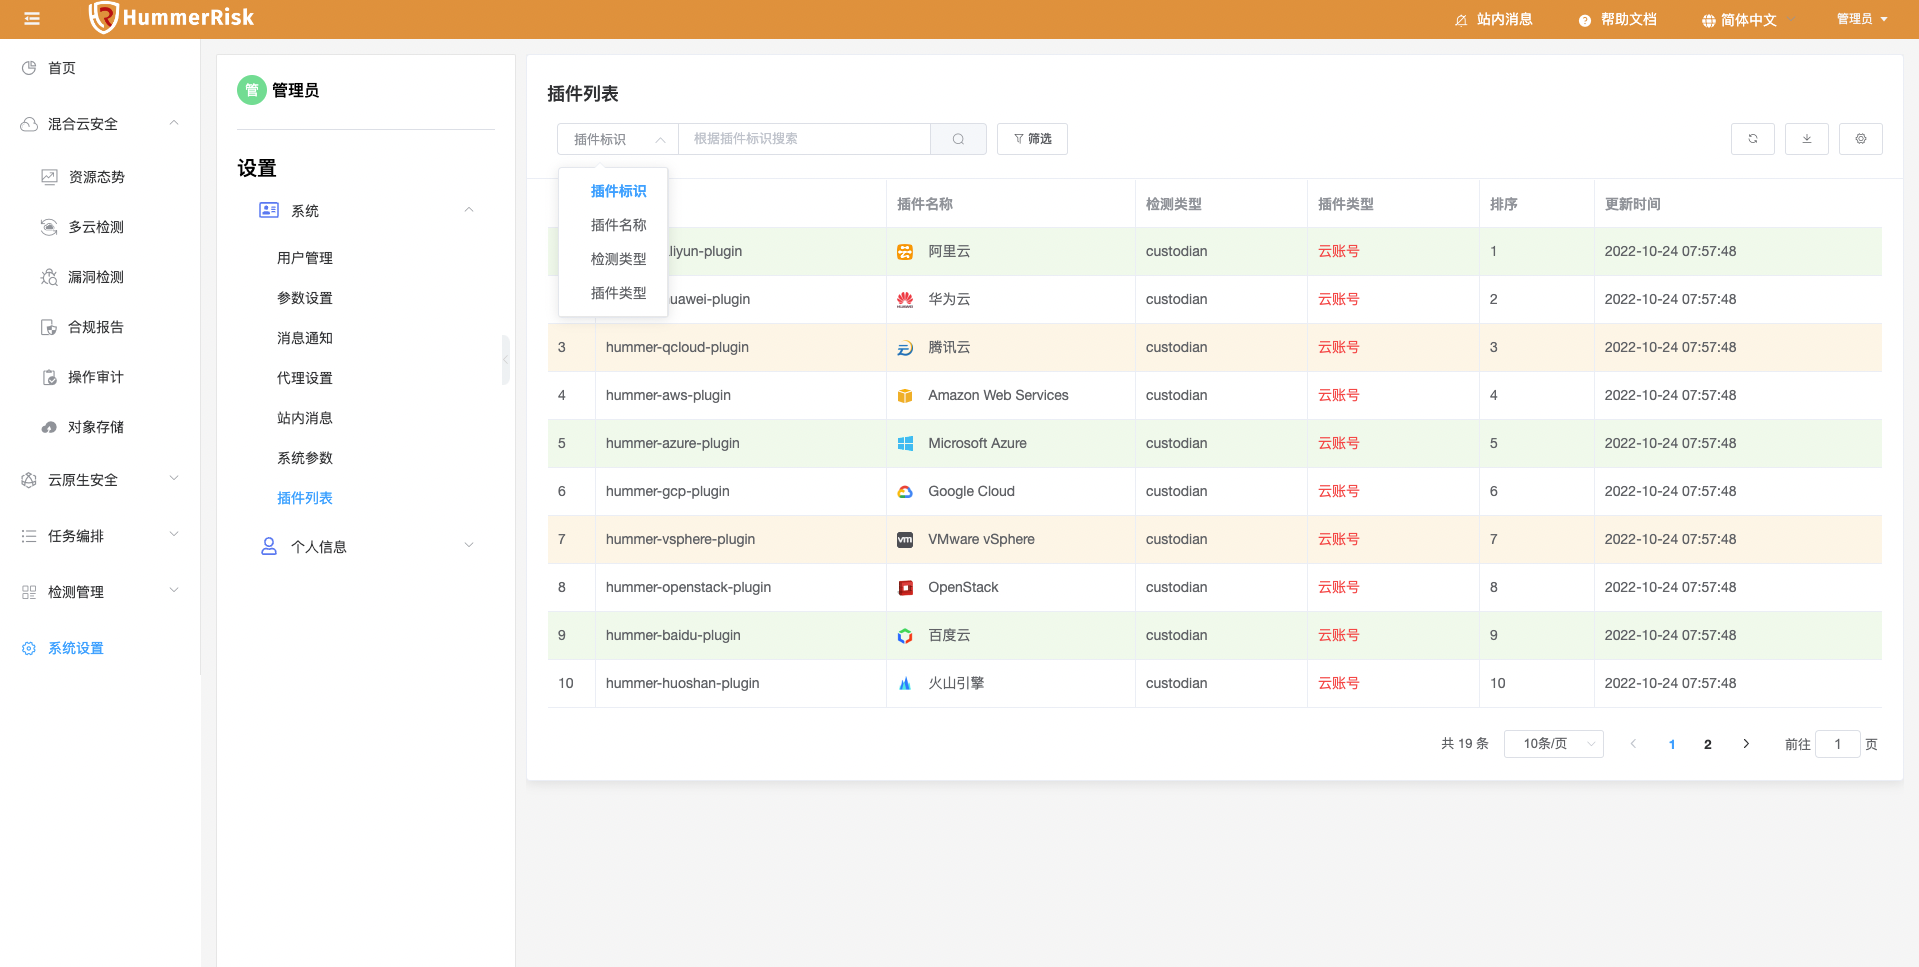 HummerRisk
站内消息
帮助文档
简体中文
管理员
首页
混合云安全
资源态势
多云检测
漏洞检测
合规报告
操作审计
对象存储
云原生安全
任务编排
检测管理
系统设置
管 管理员
设置
系统
用户管理
参数设置
消息通知
代理设置
站内消息
系统参数
插件列表
个人信息
插件列表
插件标识 根据插件标识搜索 筛选
插件标识
插件名称
检测类型
插件类型
插件名称 检测类型 插件类型 排序 更新时间
liyun-plugin 阿里云 custodian 云账号 1 2022-10-24 07:57:48
uawei-plugin 华为云 custodian 云账号 2 2022-10-24 07:57:48
3 hummer-qcloud-plugin 腾讯云 custodian 云账号 3 2022-10-24 07:57:48
4 hummer-aws-plugin Amazon Web Services custodian 云账号 4 2022-10-24 07:57:48
5 hummer-azure-plugin Microsoft Azure custodian 云账号 5 2022-10-24 07:57:48
6 hummer-gcp-plugin Google Cloud custodian 云账号 6 2022-10-24 07:57:48
7 hummer-vsphere-plugin vm VMware vSphere custodian 云账号 7 2022-10-24 07:57:48
8 hummer-openstack-plugin OpenStack custodian 云账号 8 2022-10-24 07:57:48
9 hummer-baidu-plugin 百度云 custodian 云账号 9 2022-10-24 07:57:48
10 hummer-huoshan-plugin 火山引擎 custodian 云账号 10 2022-10-24 07:57:48
共 19 条 10条/页 1 2 前往 1 页